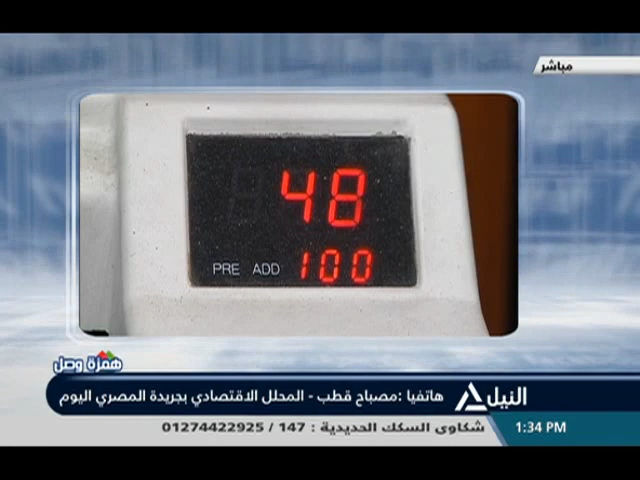 مباشر
48
PRE ADD 100
همزة وصل
هاتفيا :مصباح قطب - المحلل الاقتصادي بجريدة المصري اليوم
النيل
شكاوى السكك الحديدية : 147 / 01274422925
1:34 PM